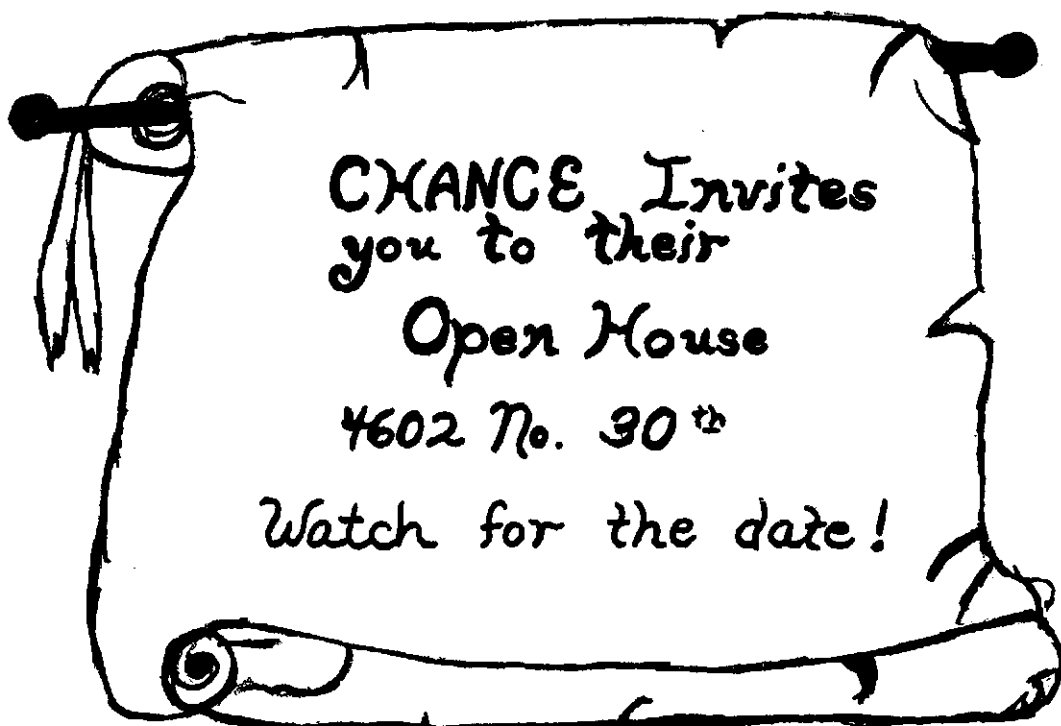 CHANCE Invites
you to their
Open House
4602 No. 30th
Watch for the date!